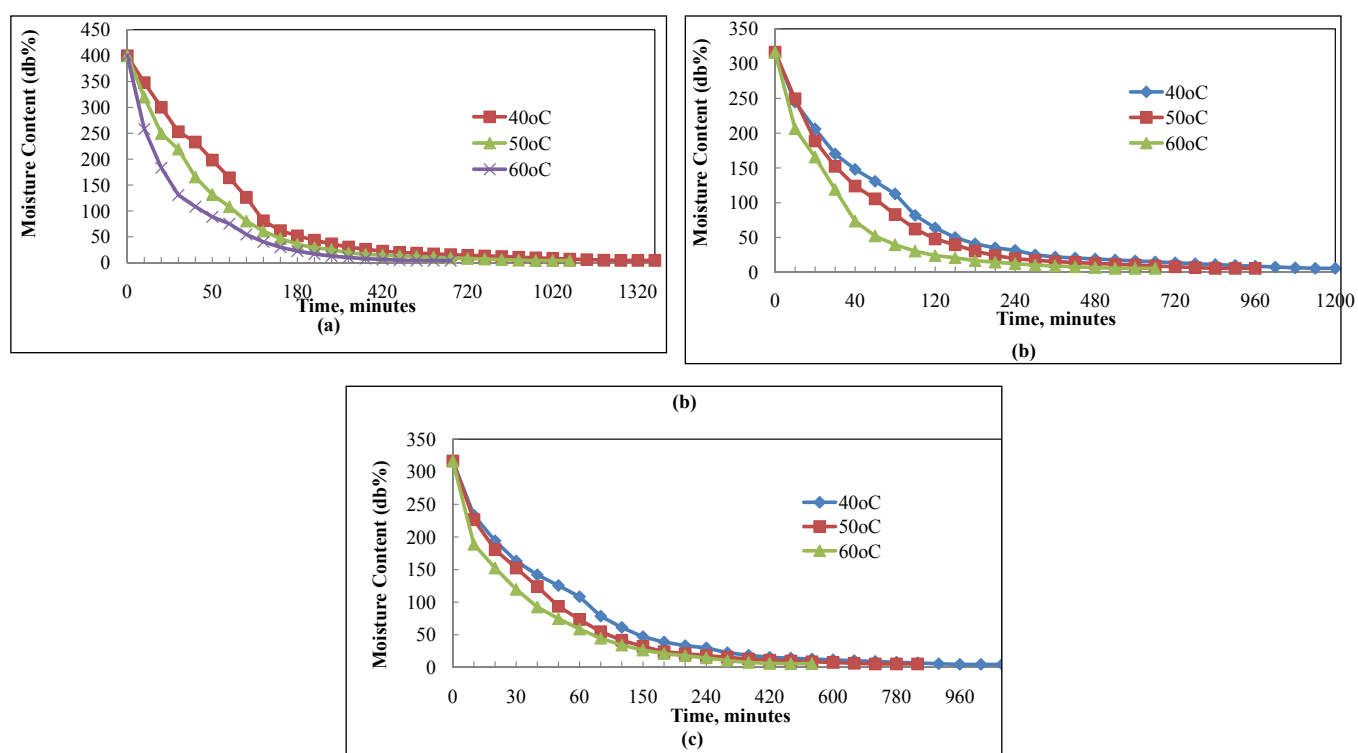 450
400
350
300
250
200
150
100
50
0
Moisture Content (db%)
40oC
50oC
60oC
0 50 180 420 720 1020 1320
Time, minutes
(a)
350
300
250
200
150
100
50
0
Moisture Content (db%)
40oC
50oC
60oC
0 40 120 240 480 720 960 1200
Time, minutes
(b)
(b)
350
300
250
200
150
100
50
0
Moisture Content (db%)
40oC
50oC
60oC
0 30 60 150 240 420 600 780 960
Time, minutes
(c)